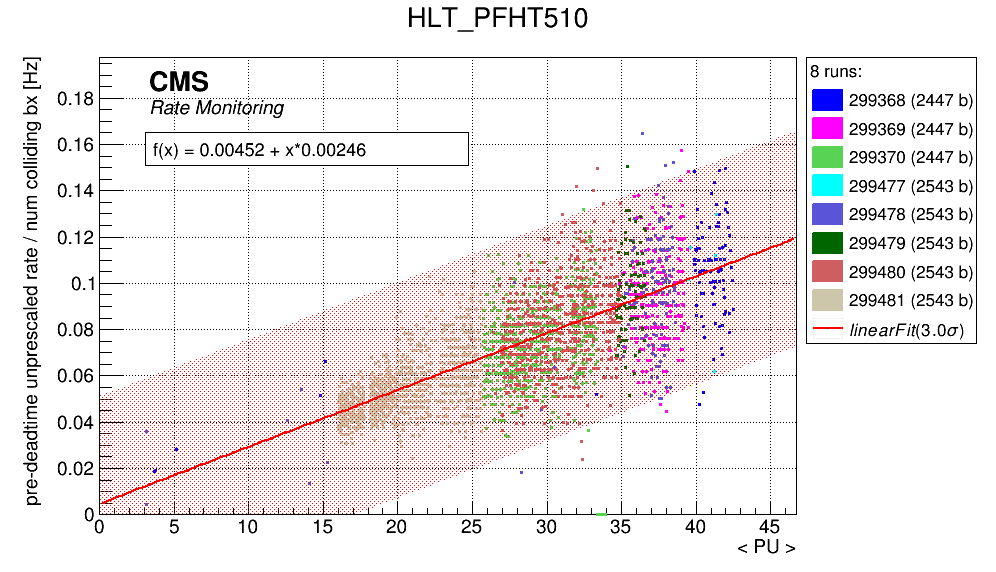 HLT_PFHT510
pre-deadtime unprescaled rate / num colliding bx [Hz]
CMS
Rate Monitoring
f(x) = 0.00452 + x*0.00246
0.18
0.16
0.14
0.12
0.1
0.08
0.06
0.04
0.02
0
0 5 10 15 20 25 30 35 40 45
< PU >
8 runs:
299368 (2447 b)
299369 (2447 b)
299370 (2447 b)
299477 (2543 b)
299478 (2543 b)
299479 (2543 b)
299480 (2543 b)
299481 (2543 b)
linearFit(3.0σ)